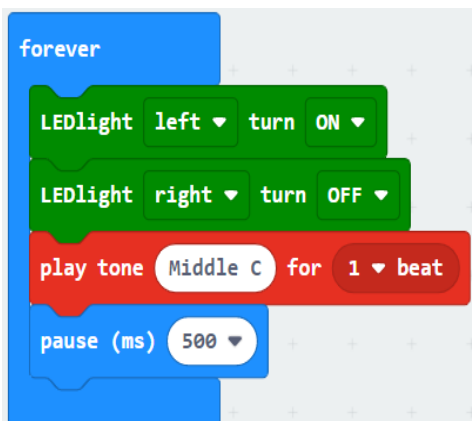 forever
LEDlight left turn ON
LEDlight right turn OFF
play tone Middle C for 1 beat
pause (ms) 500